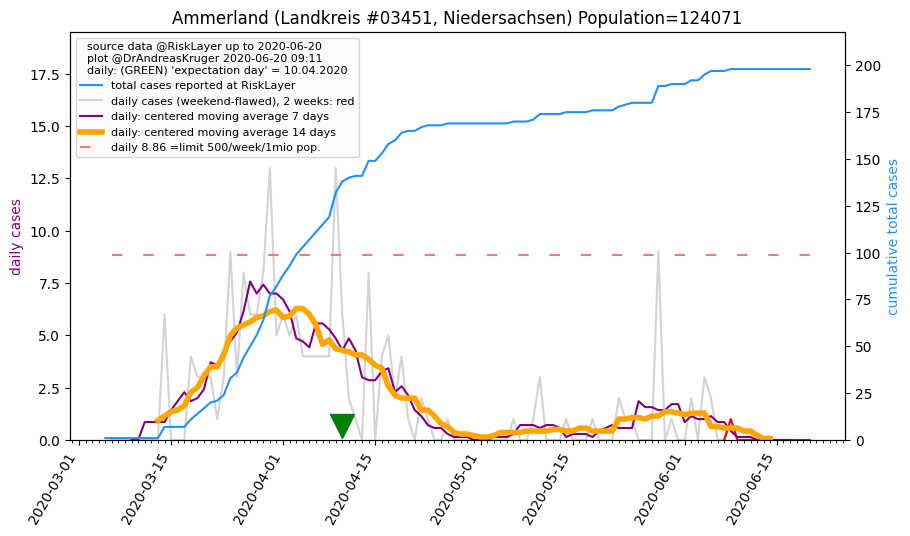 Ammerland (Landkreis #03451, Niedersachsen) Population=124071
source data @RiskLayer up to 2020-06-20
plot @DrAndreasKruger 2020-06-20 09:11
daily: (GREEN) 'expectation day' = 10.04.2020
total cases reported at RiskLayer
daily cases (weekend-flawed), 2 weeks: red
daily: centered moving average 7 days
daily: centered moving average 14 days
daily 8.86 =limit 500/week/1mio pop.
daily cases
17.5
15.0
12.5
10.0
7.5
5.0
2.5
0.0
200
175
150
125
100
75
50
25
0
cumulative total cases
2020-03-01
2020-03-15
2020-04-01
2020-04-15
2020-05-01
2020-05-15
2020-06-01
2020-06-15